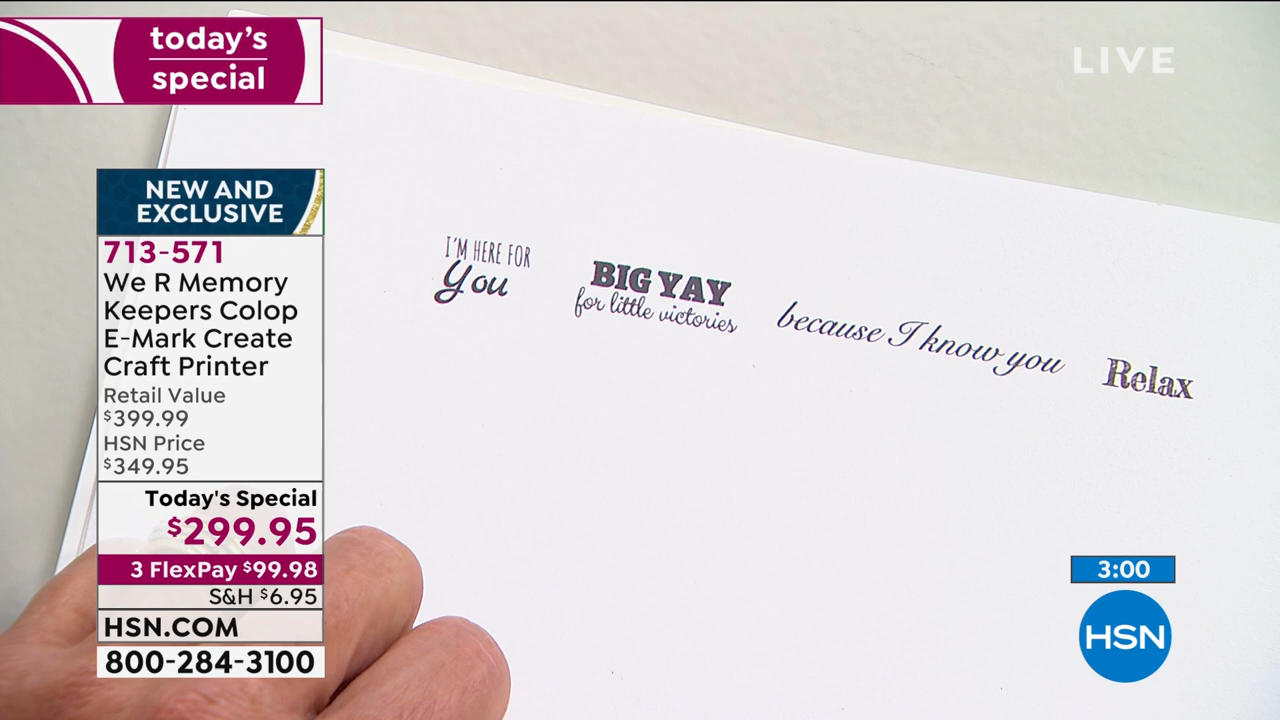 today's
special
LIVE
NEW AND
EXCLUSIVE
713-571
We R Memory
Keepers Colop
E-Mark Create
Craft Printer
Retail Value
$399.99
HSN Price
$349.95
Today's Special
$299.95
3 FlexPay $99.98
S&H $6.95
HSN.COM
800-284-3100
I'M HERE FOR
You
BIG YAY
for little victories
because I know you
Relax
3:00
HSN